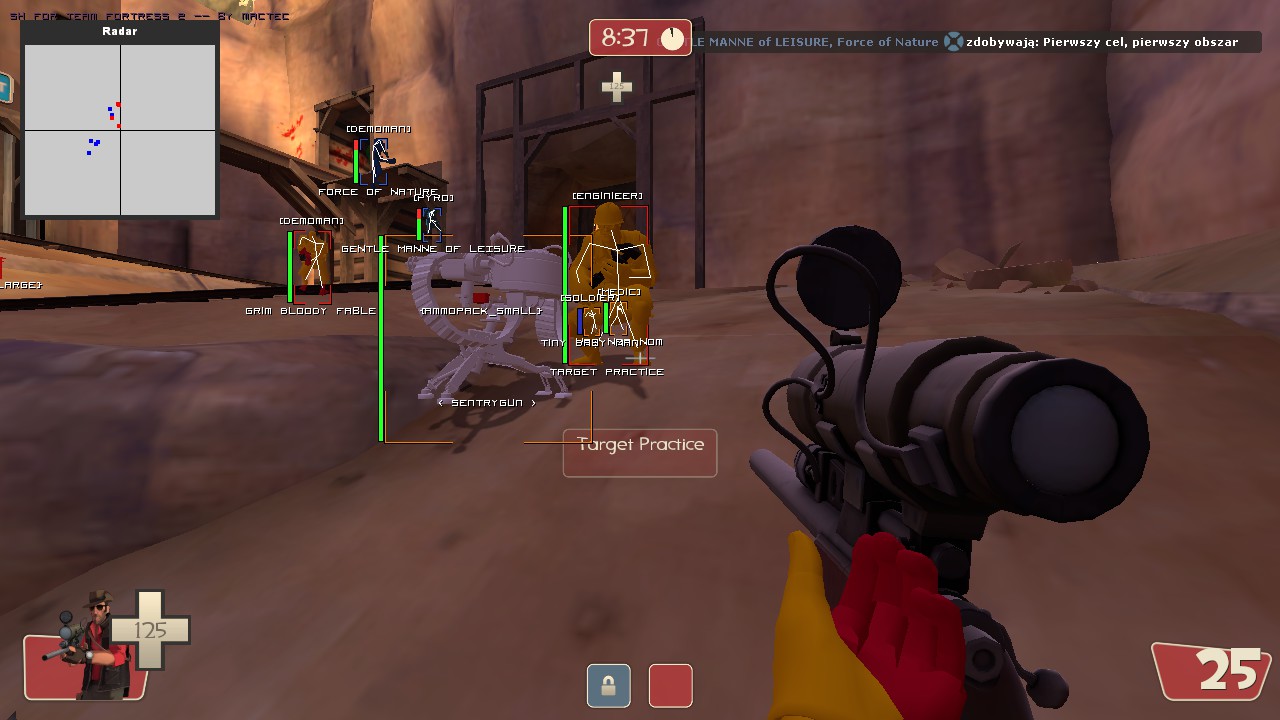 SH FOR TEAM FORTRESS 2 -- BY MACTEC
Radar
8:37
LE MANNE of LEISURE, Force of Nature zdobywają: Pierwszy cel, pierwszy obszar
125
[DEMOMAN]
FORCE OF NATURE
[PYRO]
GENTLE MANNE OF LEISURE
[ENGINIEER]
[DEMOMAN]
GRIM BLOODY FABLE
{AMMOPACK_SMALL}
[MEDIC]
[SOLDIER]
TINY
TARGET PRACTICE
LARGE}
< SENTRYGUN >
Target Practice
125
25